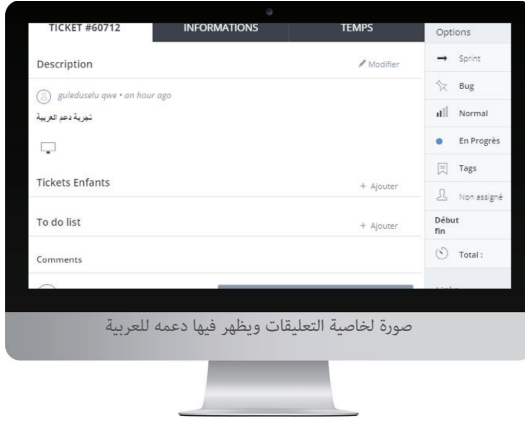 TICKET #60712 INFORMATIONS TEMPS
Description Modifier
guleduselu qwe • an hour ago
تجربة دعم العربية
Tickets Enfants + Ajouter
To do list + Ajouter
Comments
Options
Sprint
Bug
Normal
En Progrès
Tags
Non assigné
Début
fin
Total :
صورة لخاصية التعليقات ويظهر فيها دعمه للعربية